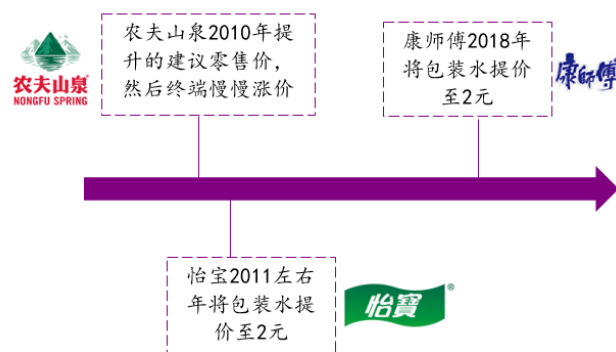 农夫山泉
NONGFU SPRING
农夫山泉2010年提
升的建议零售价，
然后终端慢慢涨价
康师傅2018年
将包装水提价
至2元
康師傅
怡宝2011左右
年将包装水提
价至2元
怡寶®